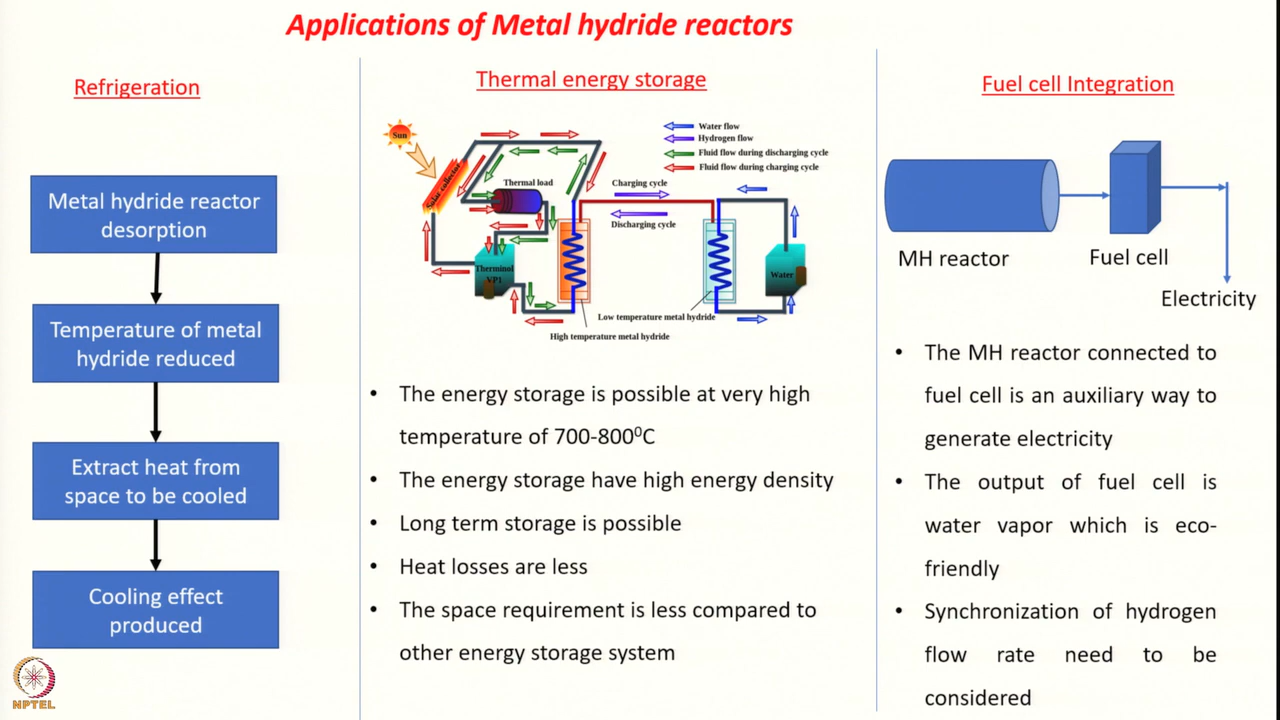 Applications of Metal hydride reactors
Refrigeration
Metal hydride reactor
desorption
Temperature of metal
hydride reduced
Extract heat from
space to be cooled
Cooling effect
produced
NPTEL
Thermal energy storage
Sun
Solar collector
Thermal load
Therminol
VP1
Water flow
Hydrogen flow
Fluid flow during discharging cycle
Fluid flow during charging cycle
Charging cycle
Discharging cycle
Water
Low temperature metal hydride
High temperature metal hydride
• The energy storage is possible at very high
temperature of 700-800⁰C
• The energy storage have high energy density
• Long term storage is possible
• Heat losses are less
• The space requirement is less compared to
other energy storage system
Fuel cell Integration
MH reactor
Fuel cell
Electricity
• The MH reactor connected to
fuel cell is an auxiliary way to
generate electricity
• The output of fuel cell is
water vapor which is eco-
friendly
• Synchronization of hydrogen
flow rate need to be
considered